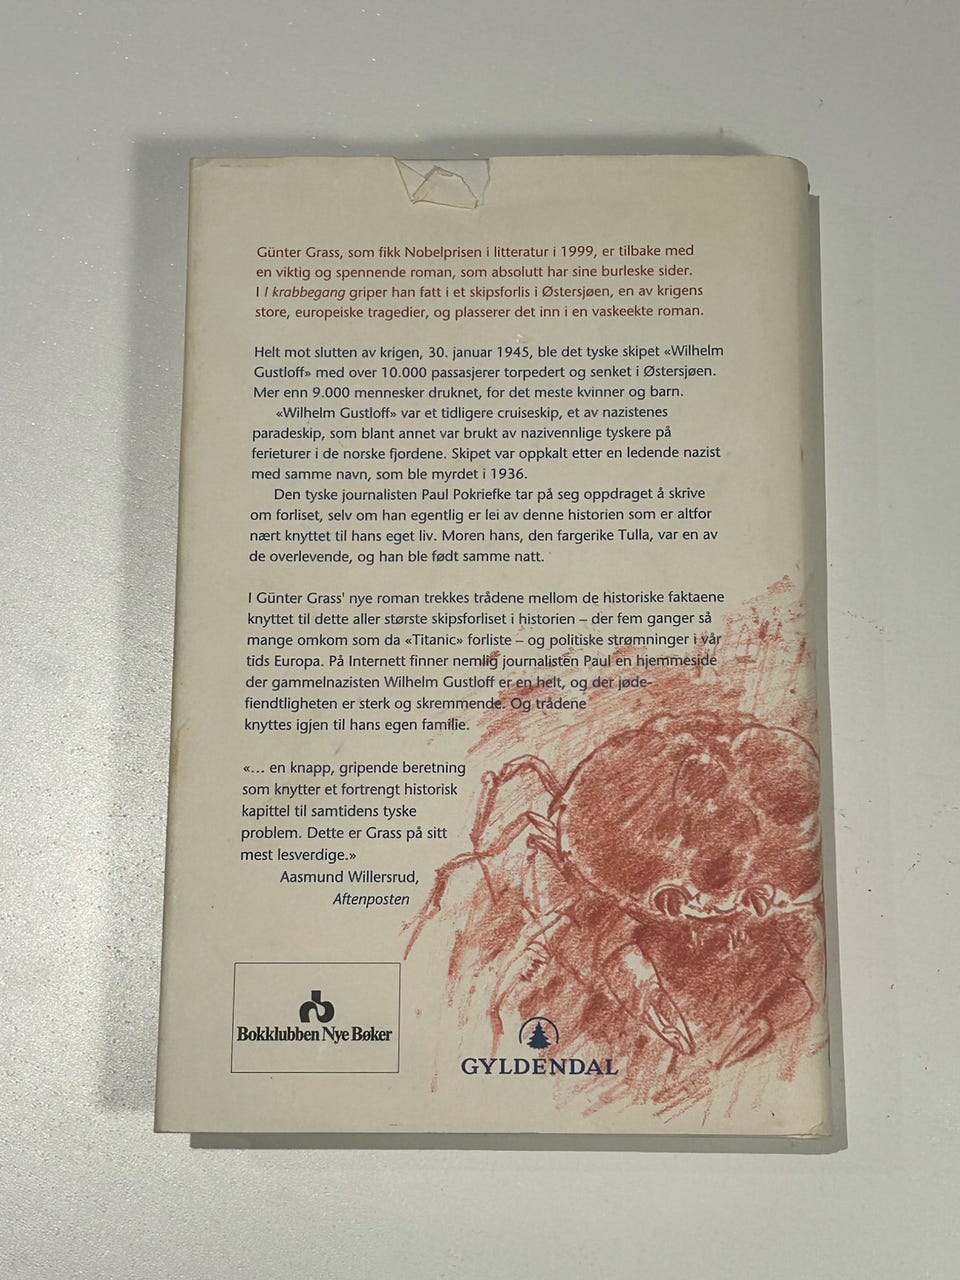 Günter Grass, som fikk Nobelprisen i litteratur i 1999, er tilbake med
en viktig og spennende roman, som absolutt har sine burleske sider.
I I krabbegang griper han fatt i et skipsforlis i Østersjøen, en av krigens
store, europeiske tragedier, og plasserer det inn i en vaskeekte roman.
Helt mot slutten av krigen, 30. januar 1945, ble det tyske skipet «Wilhelm
Gustloff» med over 10.000 passasjerer torpedert og senket i Østersjøen.
Mer enn 9.000 mennesker druknet, for det meste kvinner og barn.
«Wilhelm Gustloff» var et tidligere cruiseskip, et av nazistenes
paradeskip, som blant annet var brukt av nazivennlige tyskere på
ferieturer i de norske fjordene. Skipet var oppkalt etter en ledende nazist
med samme navn, som ble myrdet i 1936.
Den tyske journalisten Paul Pokriefke tar på seg oppdraget å skrive
om forliset, selv om han egentlig er lei av denne historien som er altfor
nært knyttet til hans eget liv. Moren hans, den fargerike Tulla, var en av
de overlevende, og han ble født samme natt.
I Günter Grass' nye roman trekkes trådene mellom de historiske faktaene
knyttet til dette aller største skipsforliset i historien – der fem ganger så
mange omkom som da «Titanic» forliste – og politiske strømninger i vår
tids Europa. På Internett finner nemlig journalisten Paul en hjemmeside
der gammelnazisten Wilhelm Gustloff er en helt, og der jøde-
fiendtligheten er sterk og skremmende. Og trådene
knyttes igjen til hans egen familie.
«... en knapp, gripende beretning
som knytter et fortrengt historisk
kapittel til samtidens tyske
problem. Dette er Grass på sitt
mest lesverdige.»
Aasmund Willersrud,
Aftenposten
Bokklubben Nye Bøker
GYLDENDAL